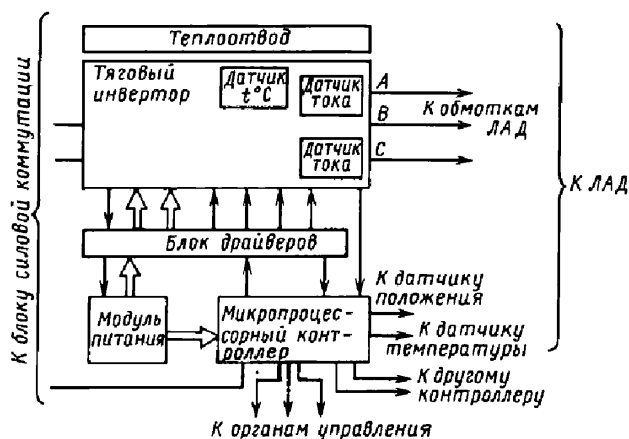 Теплоотвод
Тяговый
инвертор
Датчик
t°C
Датчик
тока
Датчик
тока
A
B
C
К обмоткам
ЛАД
К ЛАД
К блоку силовой коммутации
Блок драйверов
Модуль
питания
Микропроцес-
сорный конт-
роллер
К датчику
положения
К датчику
температуры
К другому
контроллеру
К органам управления